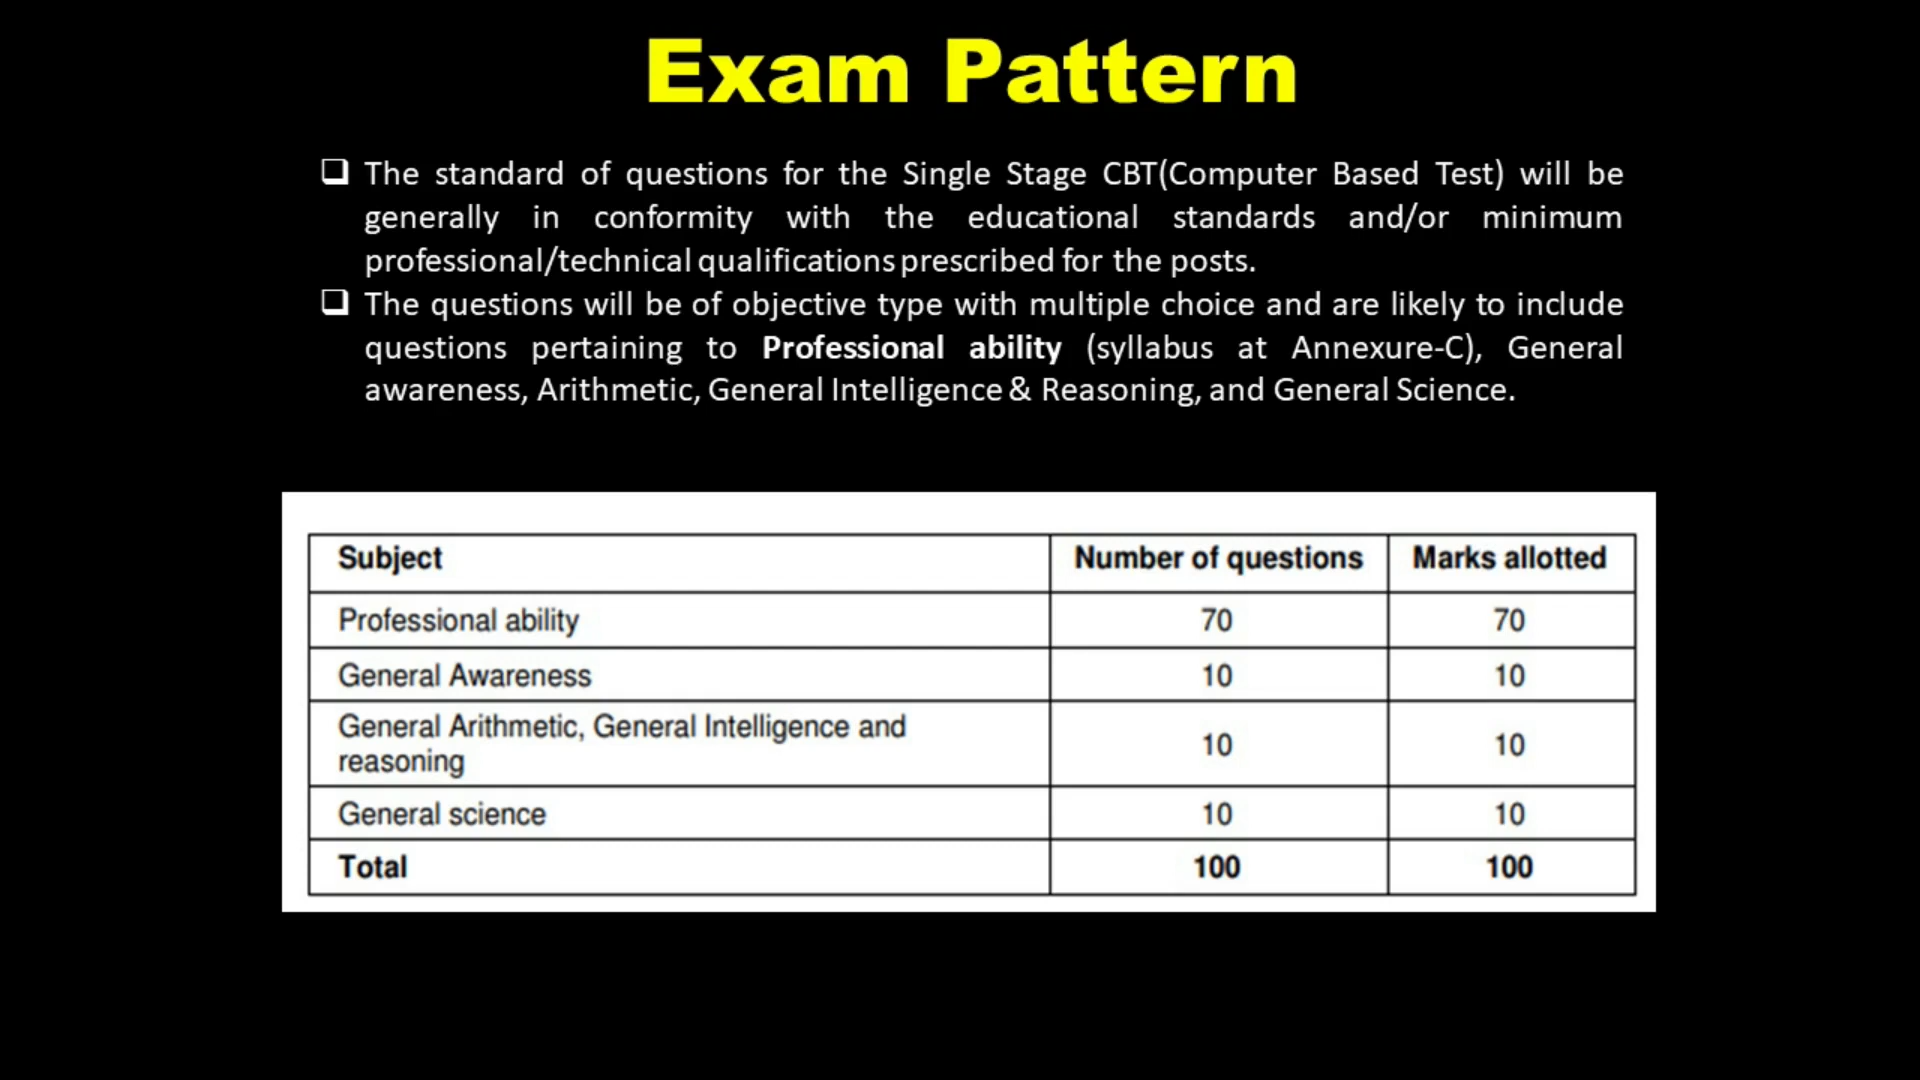 Exam Pattern
❑ The standard of questions for the Single Stage CBT(Computer Based Test) will be
generally in conformity with the educational standards and/or minimum
professional/technical qualifications prescribed for the posts.
❑ The questions will be of objective type with multiple choice and are likely to include
questions pertaining to Professional ability (syllabus at Annexure-C), General
awareness, Arithmetic, General Intelligence & Reasoning, and General Science.
Subject Number of questions Marks allotted
Professional ability 70 70
General Awareness 10 10
General Arithmetic, General Intelligence and
reasoning 10 10
General science 10 10
Total 100 100